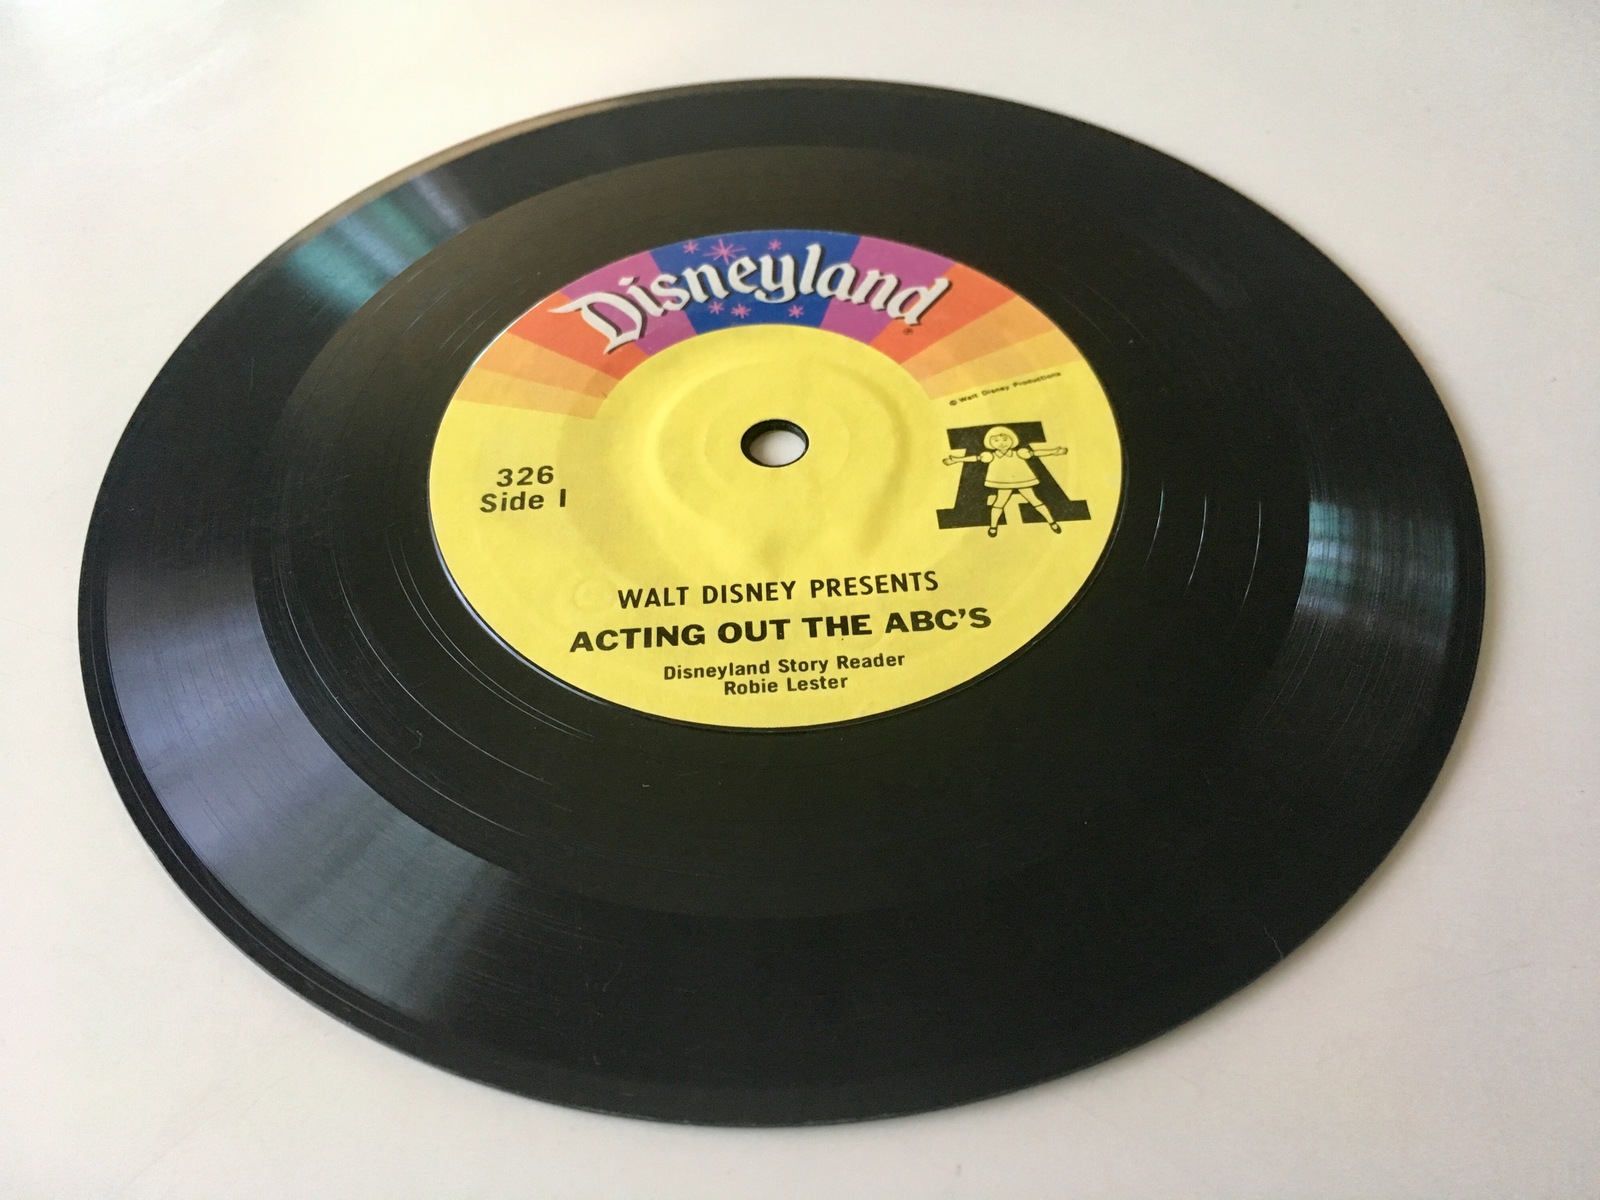 Disneyland®
© Walt Disney Productions
A
326
Side I
WALT DISNEY PRESENTS
ACTING OUT THE ABC'S
Disneyland Story Reader
Robie Lester